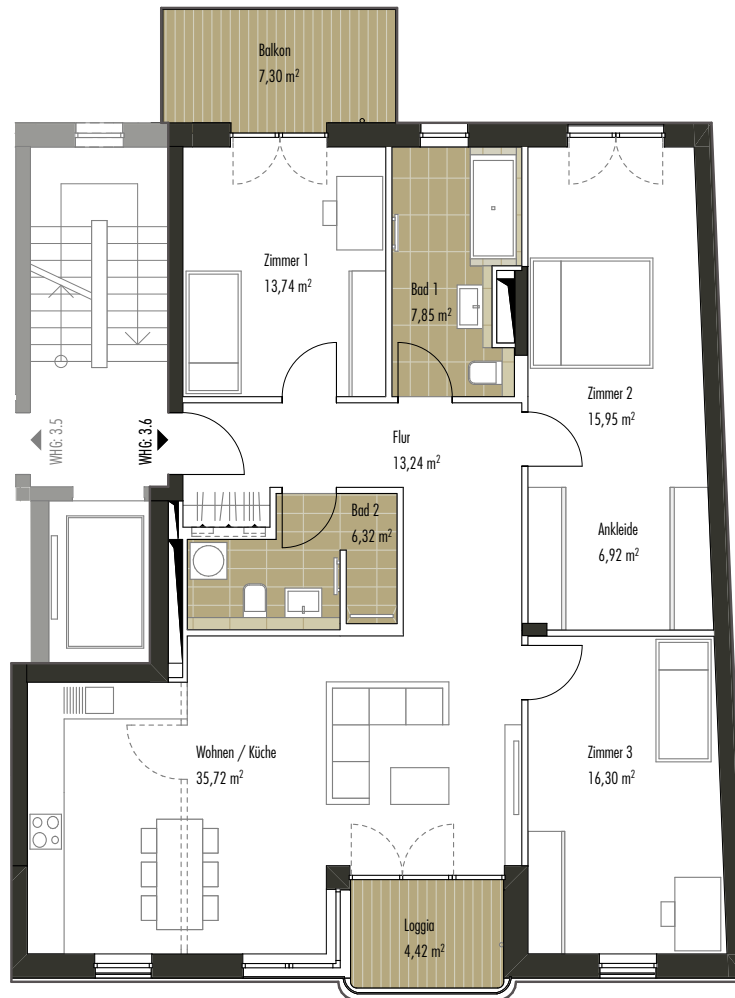 Balkon
7,30 m²
Zimmer 1
13,74 m²
Bad 1
7,85 m²
Zimmer 2
15,95 m²
WHG: 3.5
WHG: 3.6
Flur
13,24 m²
Bad 2
6,32 m²
Ankleide
6,92 m²
Wohnen / Küche
35,72 m²
Zimmer 3
16,30 m²
Loggia
4,42 m²